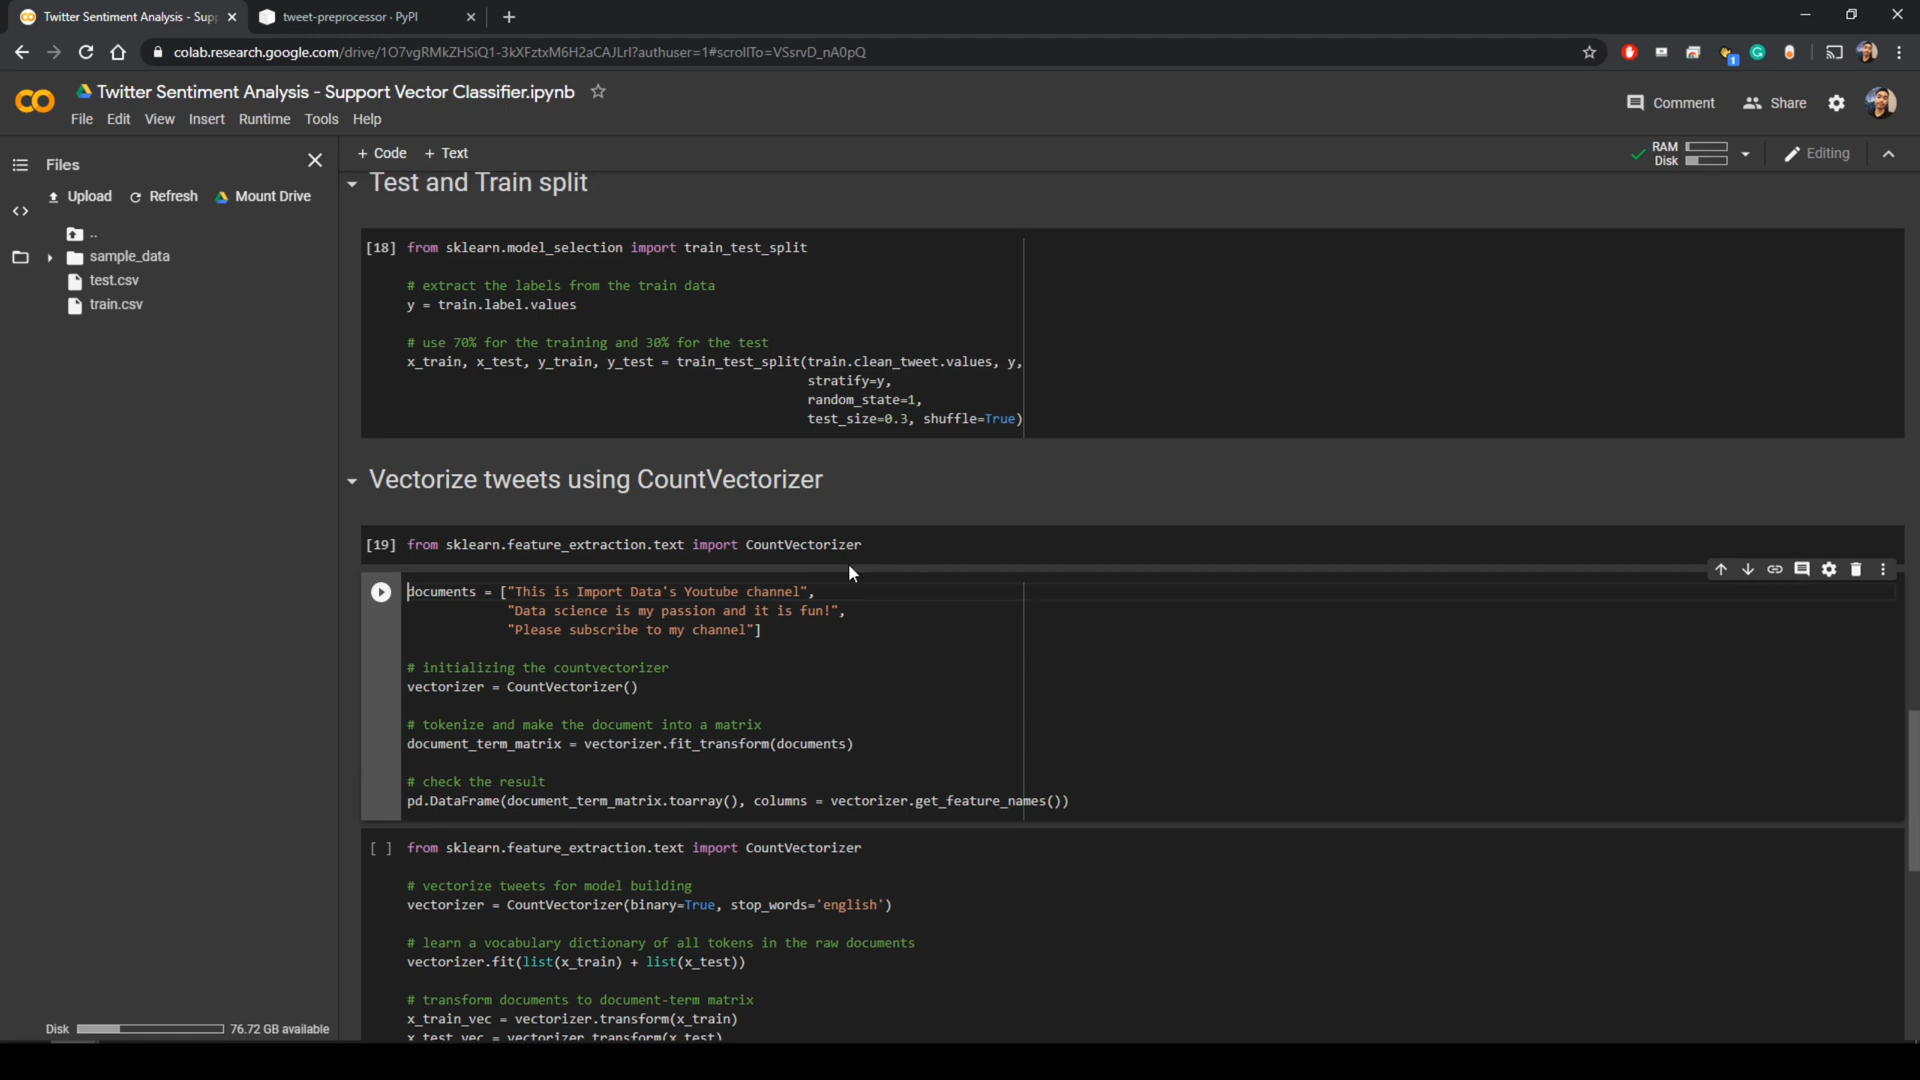 Twitter Sentiment Analysis - Supp
tweet-preprocessor · PyPI
colab.research.google.com/drive/1O7vgRMkZHSiQ1-3kXFztxM6H2aCAJLrI?authuser=1#scrollTo=VSsrvD_nA0pQ
1
Twitter Sentiment Analysis - Support Vector Classifier.ipynb
File Edit View Insert Runtime Tools Help
Comment
Share
Files
+ Code + Text
RAM
Disk
Editing
Upload
Refresh
Mount Drive
..
sample_data
test.csv
train.csv
Test and Train split
[18] from sklearn.model_selection import train_test_split
# extract the labels from the train data
y = train.label.values
# use 70% for the training and 30% for the test
x_train, x_test, y_train, y_test = train_test_split(train.clean_tweet.values, y,
stratify=y,
random_state=1,
test_size=0.3, shuffle=True)
Vectorize tweets using CountVectorizer
[19] from sklearn.feature_extraction.text import CountVectorizer
documents = ["This is Import Data's Youtube channel",
"Data science is my passion and it is fun!",
"Please subscribe to my channel"]
# initializing the countvectorizer
vectorizer = CountVectorizer()
# tokenize and make the document into a matrix
document_term_matrix = vectorizer.fit_transform(documents)
# check the result
pd.DataFrame(document_term_matrix.toarray(), columns = vectorizer.get_feature_names())
[ ] from sklearn.feature_extraction.text import CountVectorizer
# vectorize tweets for model building
vectorizer = CountVectorizer(binary=True, stop_words='english')
# learn a vocabulary dictionary of all tokens in the raw documents
vectorizer.fit(list(x_train) + list(x_test))
# transform documents to document-term matrix
x_train_vec = vectorizer.transform(x_train)
x_test_vec = vectorizer.transform(x_test)
Disk
76.72 GB available